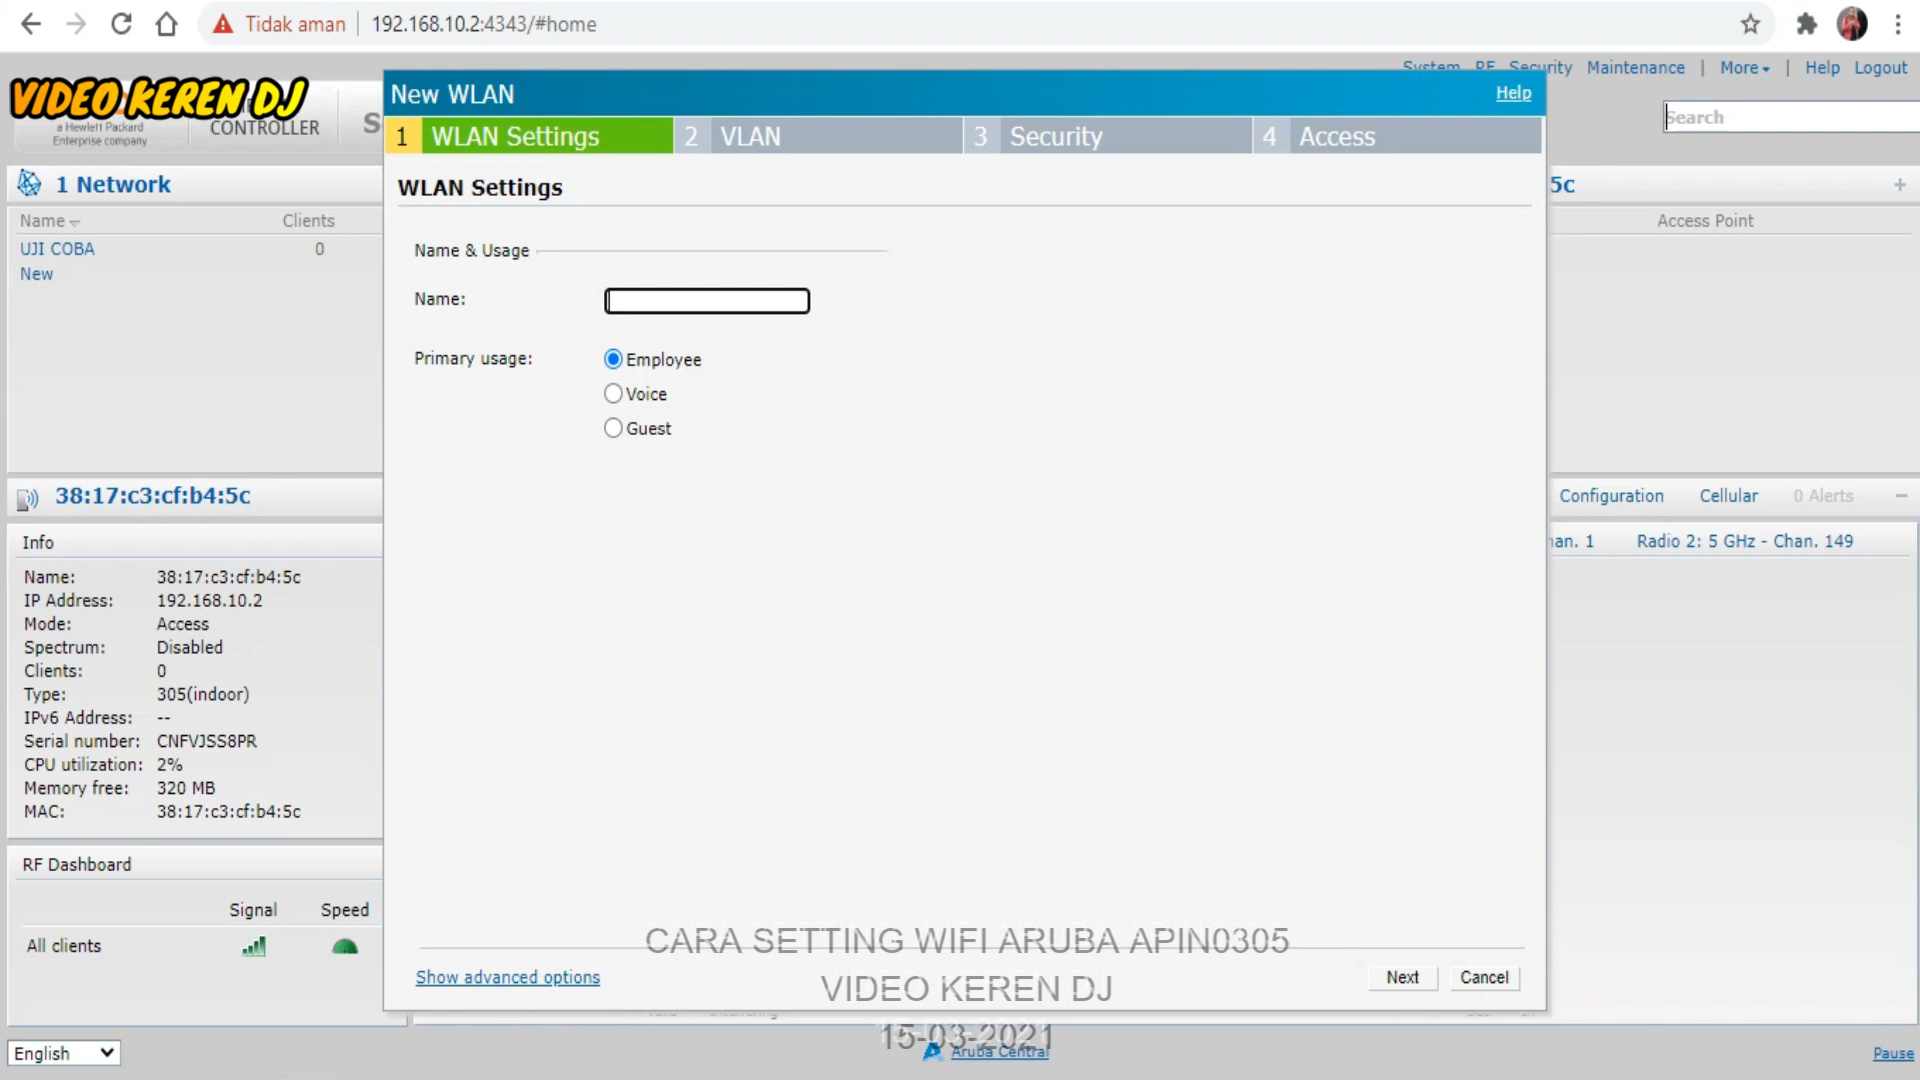 Tidak aman
192.168.10.2:4343/#home
VIDEO KEREN DJ
a Hewlett Packard
Enterprise company
CONTROLLER
System RF Security Maintenance | More | Help Logout
Search
New WLAN
Help
1 WLAN Settings
2 VLAN
3 Security
4 Access
WLAN Settings
Name & Usage
Name:
Primary usage:
Employee
Voice
Guest
Show advanced options
Next
Cancel
1 Network
Name Clients
UJI COBA 0
New
5c
+
Access Point
38:17:c3:cf:b4:5c
Configuration Cellular 0 Alerts
Info
Name: 38:17:c3:cf:b4:5c
IP Address: 192.168.10.2
Mode: Access
Spectrum: Disabled
Clients: 0
Type: 305(indoor)
IPv6 Address: --
Serial number: CNFVJSS8PR
CPU utilization: 2%
Memory free: 320 MB
MAC: 38:17:c3:cf:b4:5c
1 Radio 2: 5 GHz - Chan. 149
RF Dashboard
Signal Speed
All clients
CARA SETTING WIFI ARUBA APIN0305
VIDEO KEREN DJ
15-03-2021
English
Aruba Central
Pause